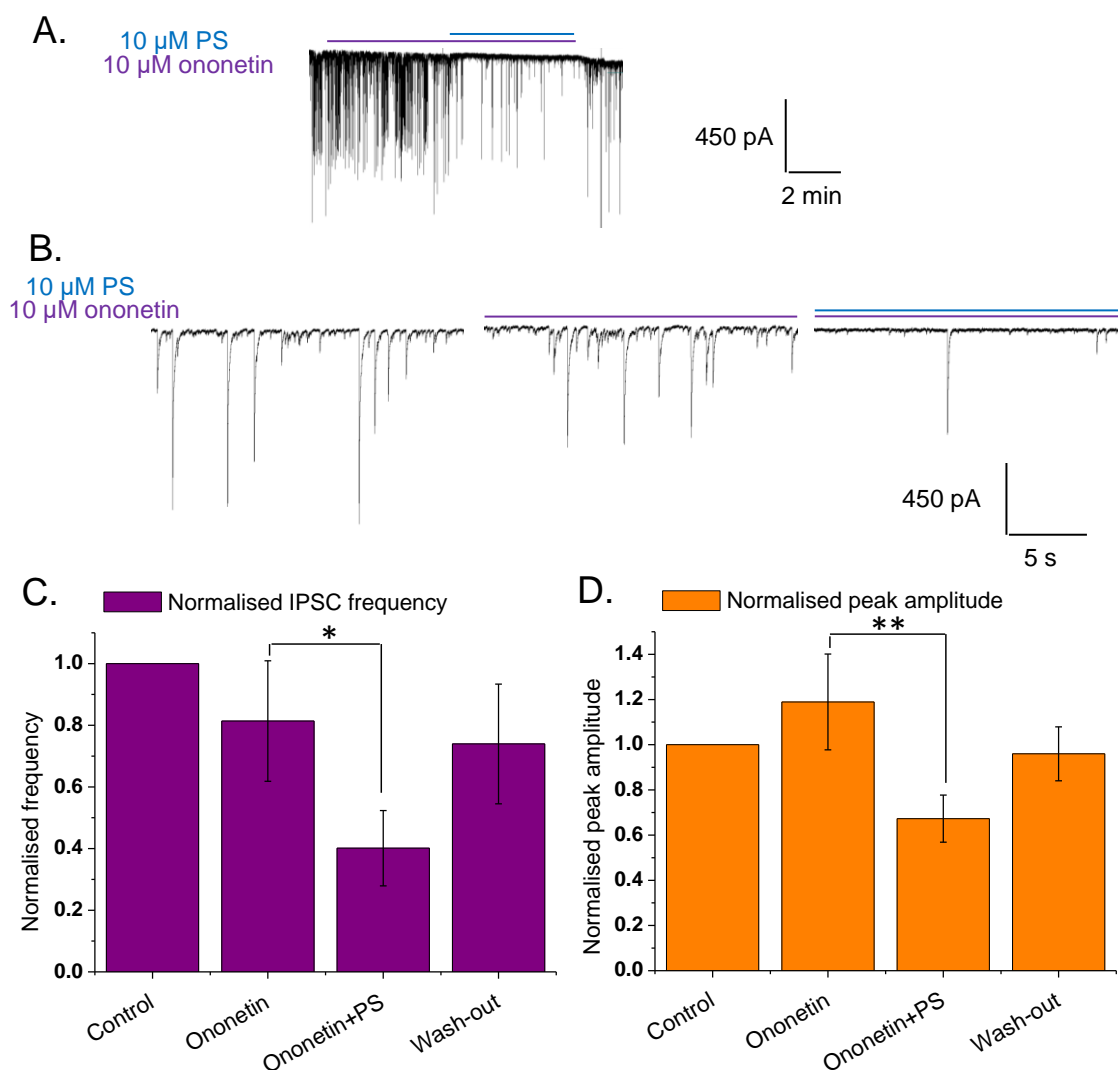 A.
10 µM PS
10 µM ononetin
450 pA
2 min
B.
10 µM PS
10 µM ononetin
450 pA
5 s
C.
Normalised IPSC frequency
*
1.0
0.8
0.6
0.4
0.2
0.0
Normalised frequency
Control
Ononetin
Ononetin+PS
Wash-out
D.
Normalised peak amplitude
**
1.4
1.2
1.0
0.8
0.6
0.4
0.2
0.0
Normalised peak amplitude
Control
Ononetin
Ononetin+PS
Wash-out